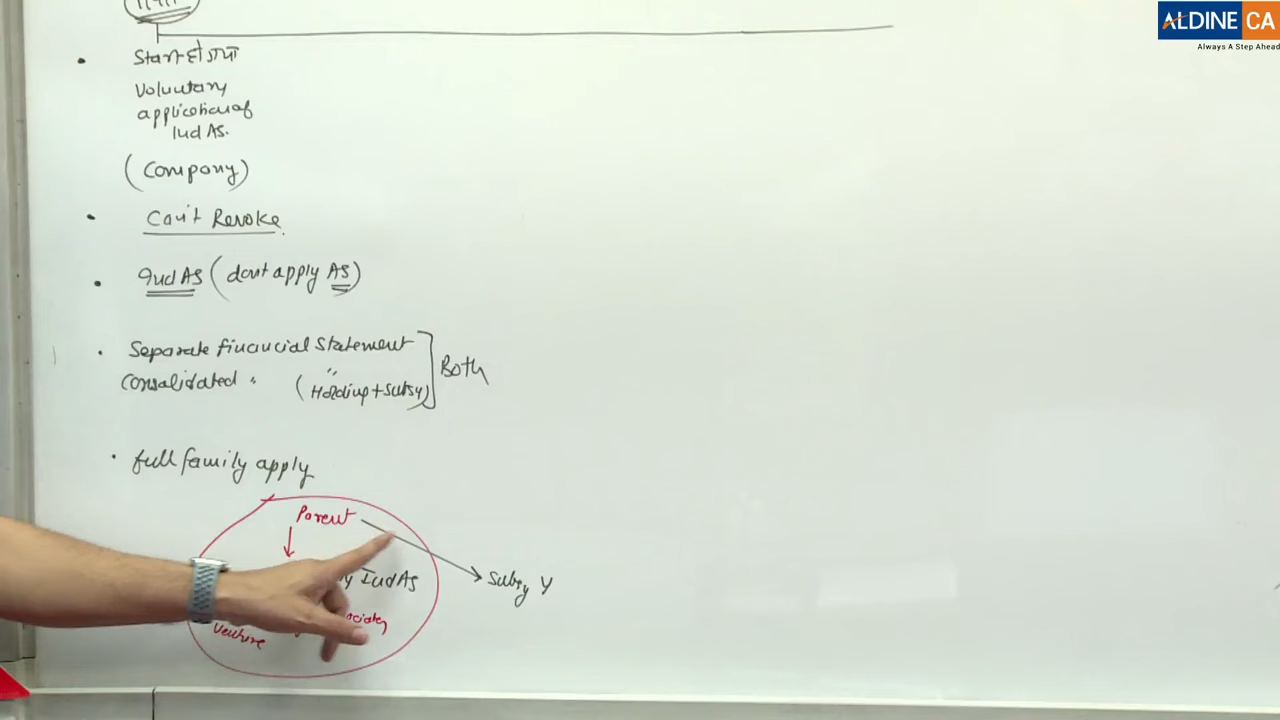 ALDINE CA
Always A Step Ahead
• Start हो गया
Voluntary
application of
Ind AS.
(Company)
• Can't Revoke.
• Ind AS (dont apply AS)
• Separate financial Statement
Consolidated " " (Holding + Subsy)
Both
• full family apply
Parent
Ind AS
Subsy Y
Venture